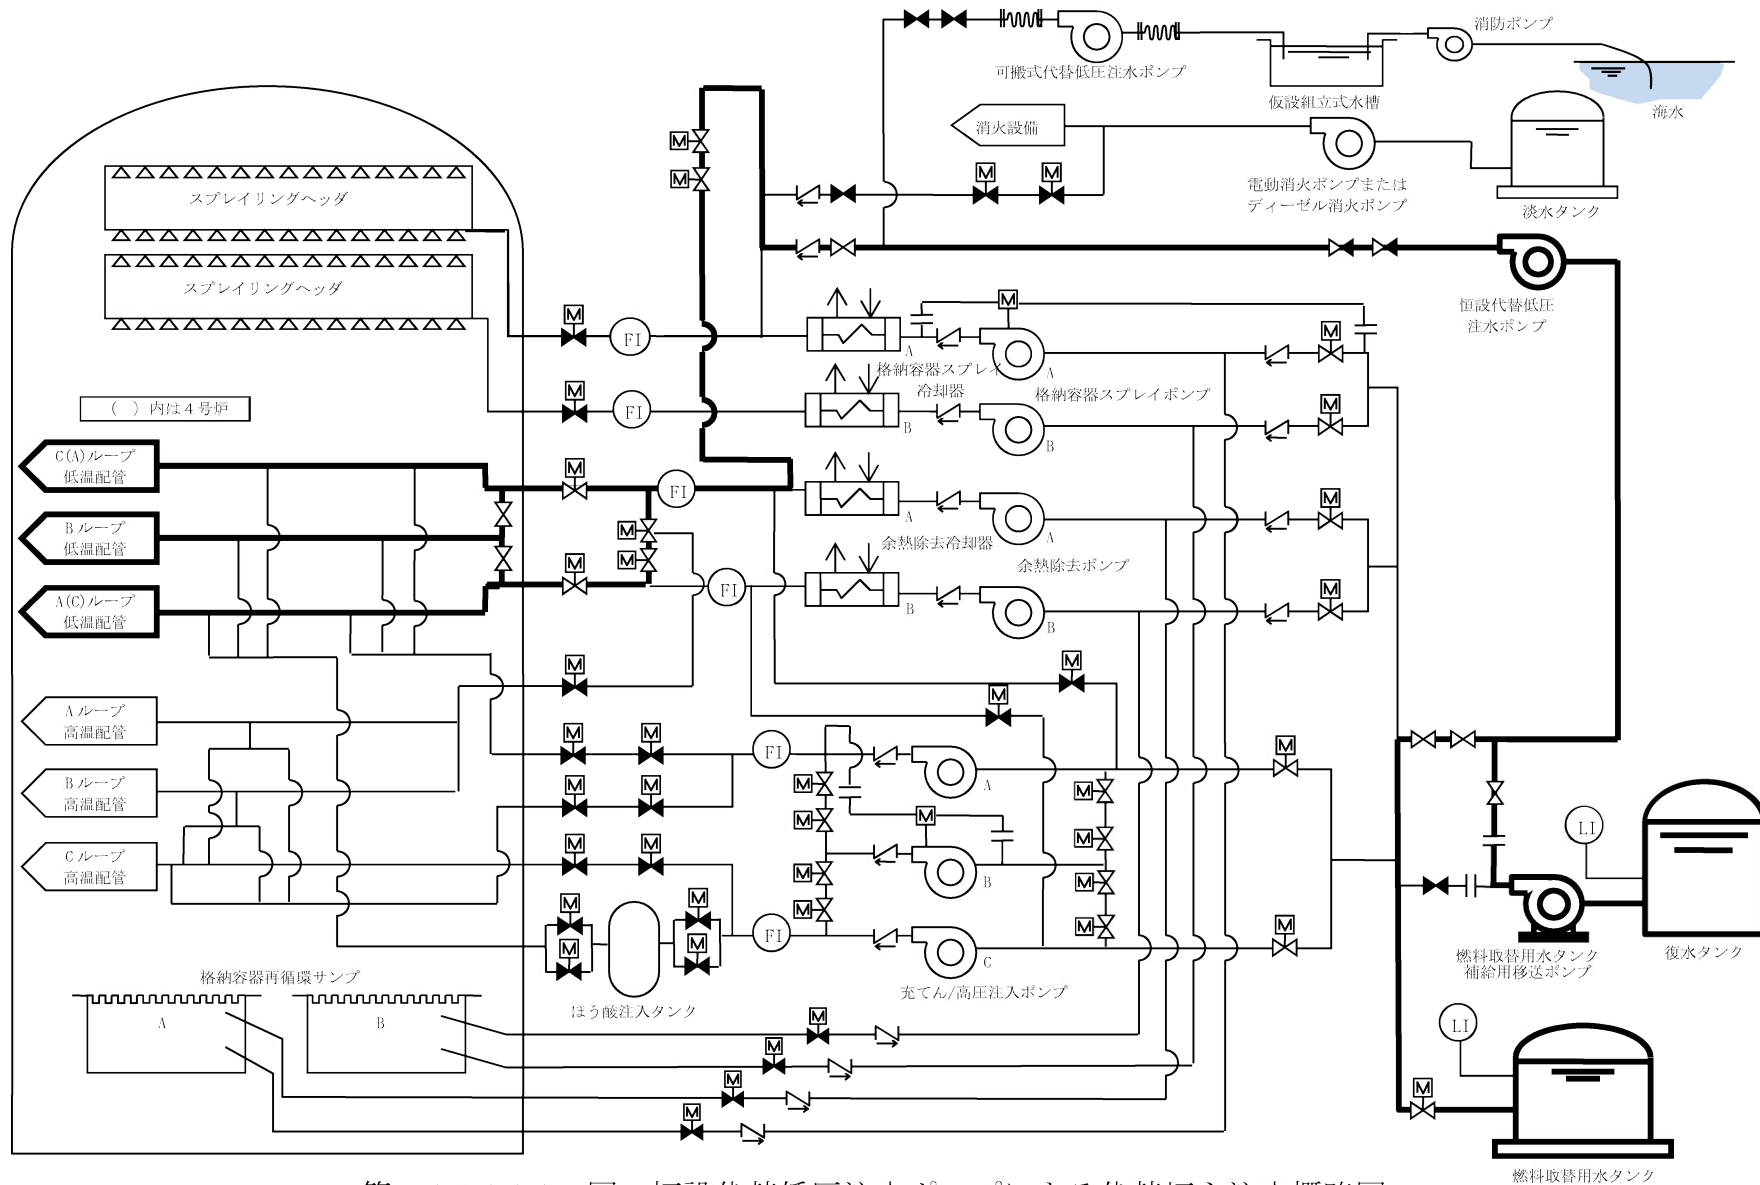 消防ポンプ
可搬式代替低圧注水ポンプ
仮設組立式水槽
海水
消火設備
電動消火ポンプまたは
ディーゼル消火ポンプ
淡水タンク
M
M
M
M
スプレイリングヘッダ
スプレイリングヘッダ
恒設代替低圧
注水ポンプ
M
FI
M
A
格納容器スプレイ
冷却器
A
格納容器スプレイポンプ
M
M
FI
B
B
M
( )内は4号炉
C(A)ループ
低温配管
M
FI
A
余熱除去冷却器
A
余熱除去ポンプ
M
Bループ
低温配管
M
M
A(C)ループ
低温配管
M
FI
B
B
M
M
M
M
Aループ
高温配管
M
M
FI
A
M
Bループ
高温配管
M
M
M
M
M
M
M
LI
Cループ
高温配管
M
M
M
B
M
M
M
M
M
M
M
M
FI
C
M
M
燃料取替用水タンク
補給用移送ポンプ
復水タンク
ほう酸注入タンク
充てん/高圧注入ポンプ
格納容器再循環サンプ
A
B
M
M
M
M
LI
M
燃料取替用水タンク